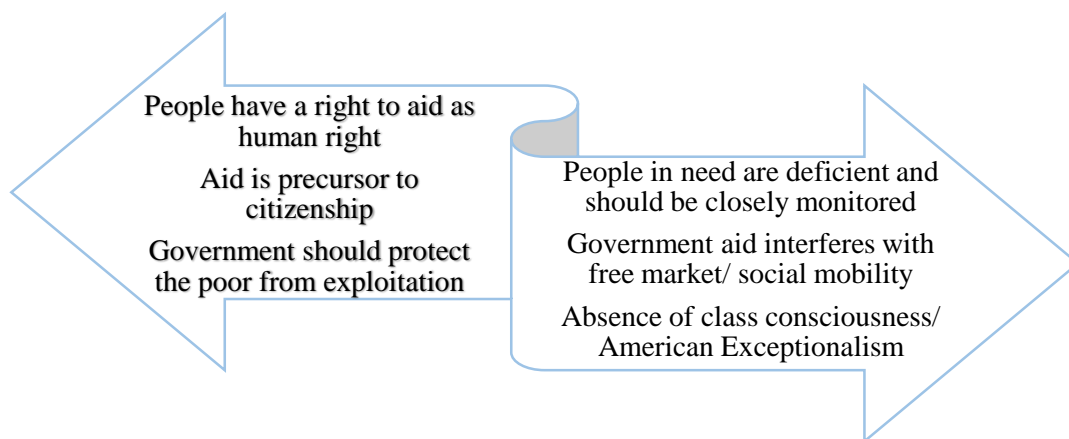 People have a right to aid as
human right
Aid is precursor to
citizenship
Government should protect
the poor from exploitation
People in need are deficient and
should be closely monitored
Government aid interferes with
free market/ social mobility
Absence of class consciousness/
American Exceptionalism